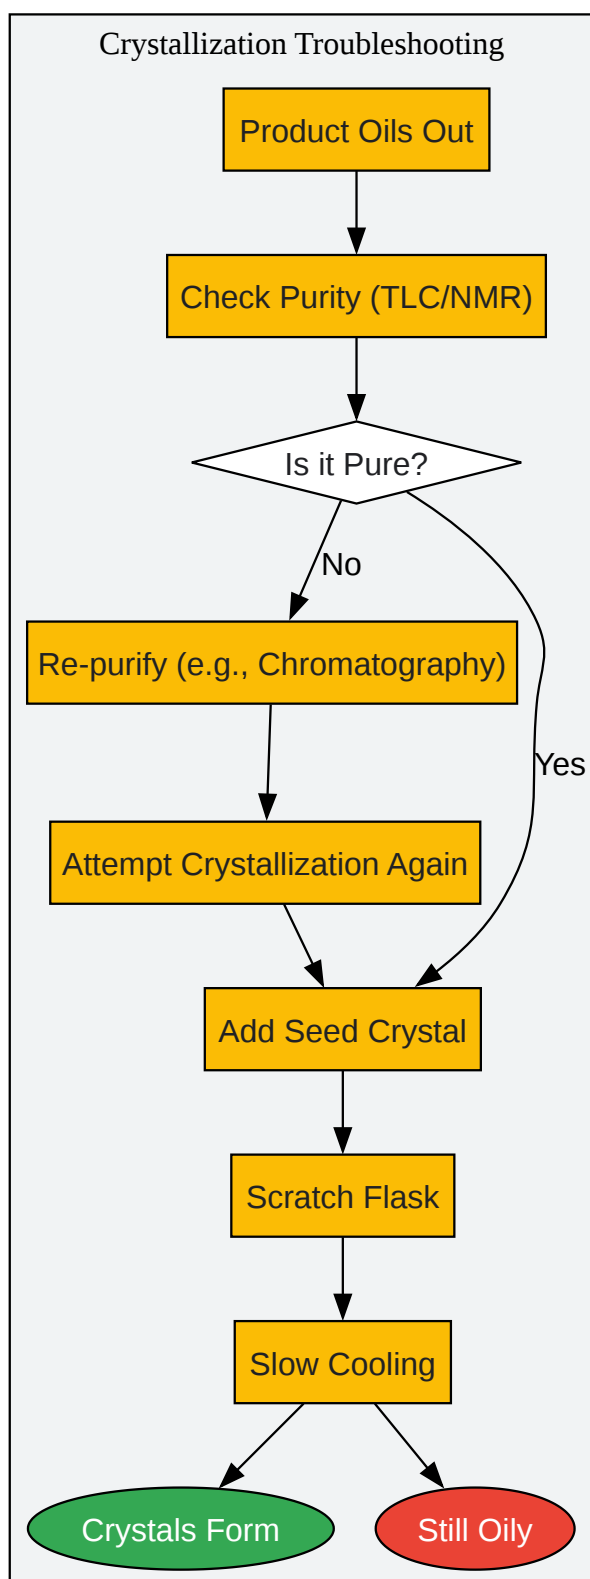 Crystallization Troubleshooting
Product Oils Out
Check Purity (TLC/NMR)
Is it Pure?
No
Re-purify (e.g., Chromatography)
Yes
Attempt Crystallization Again
Add Seed Crystal
Scratch Flask
Slow Cooling
Crystals Form
Still Oily